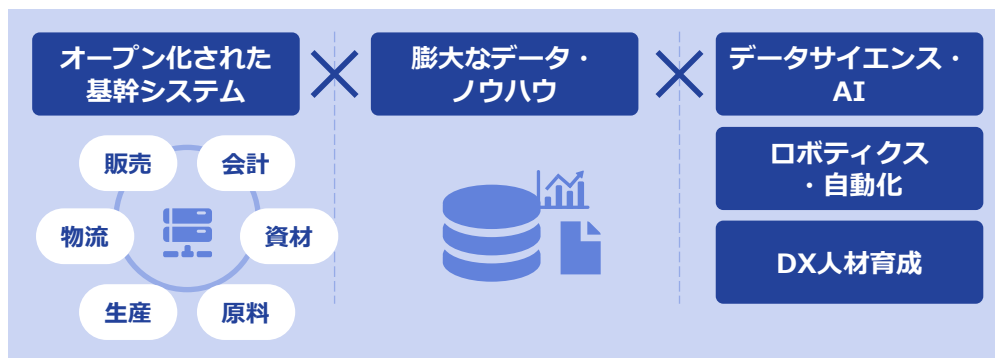 オープン化された
基幹システム
膨大なデータ・
ノウハウ
データサイエンス・
AI
販売
会計
物流
資材
生産
原料
ロボティクス
・自動化
DX人材育成